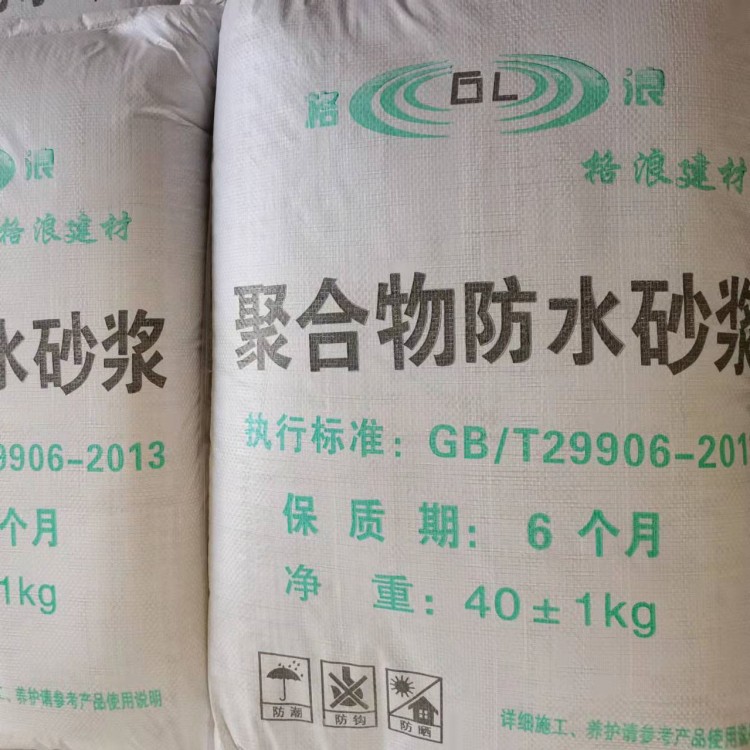 浪
格浪建材
水砂浆
9906-2013
个月
1kg
工、养护请参考产品使用说明
格 GL 浪
格浪建材
聚合物防水砂浆
执行标准：GB/T29906-201
保质期：6个月
净重：40±1kg
防潮 防钩 防晒
详细施工、养护请参考产品使用说